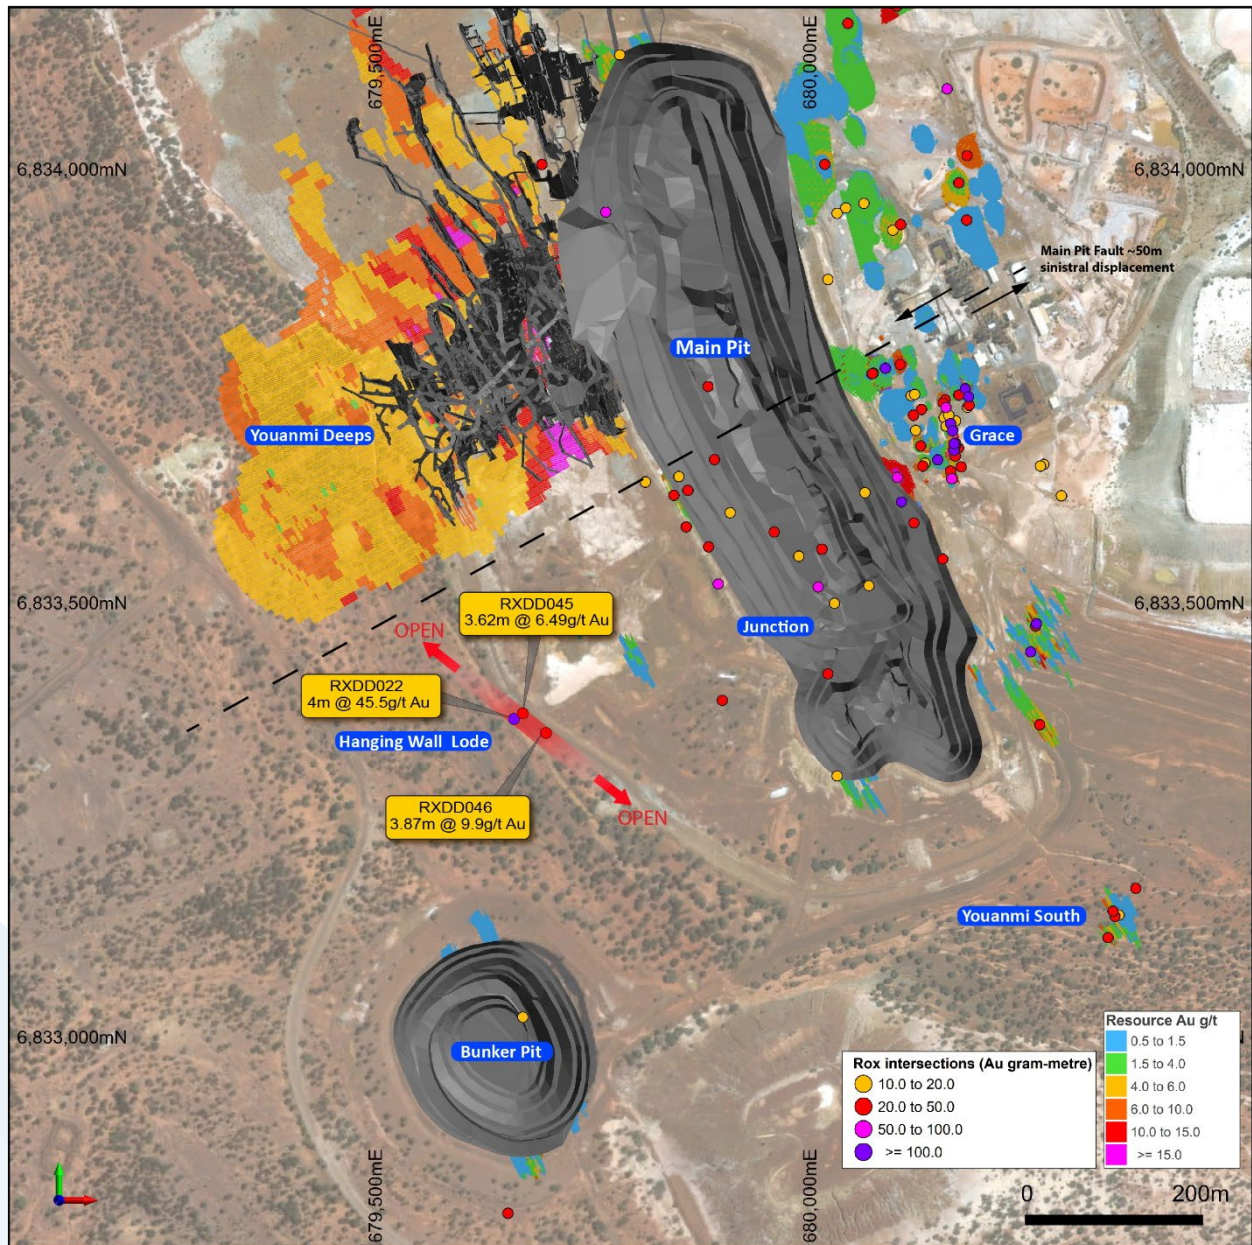 679,500mE
680,000mE
6,834,000mN
6,834,000mN
Main Pit Fault ~50m
sinistral displacement
Main Pit
Youanmi Deeps
Grace
6,833,500mN
6,833,500mN
RXDD045
3.62m @ 6.49g/t Au
OPEN
Junction
RXDD022
4m @ 45.5g/t Au
Hanging Wall Lode
RXDD046
3.87m @ 9.9g/t Au
OPEN
Youanmi South
6,833,000mN
Bunker Pit
Rox intersections (Au gram-metre)
10.0 to 20.0
20.0 to 50.0
50.0 to 100.0
>= 100.0
Resource Au g/t
0.5 to 1.5
1.5 to 4.0
4.0 to 6.0
6.0 to 10.0
10.0 to 15.0
>= 15.0
679,500mE
680,000mE
0
200m